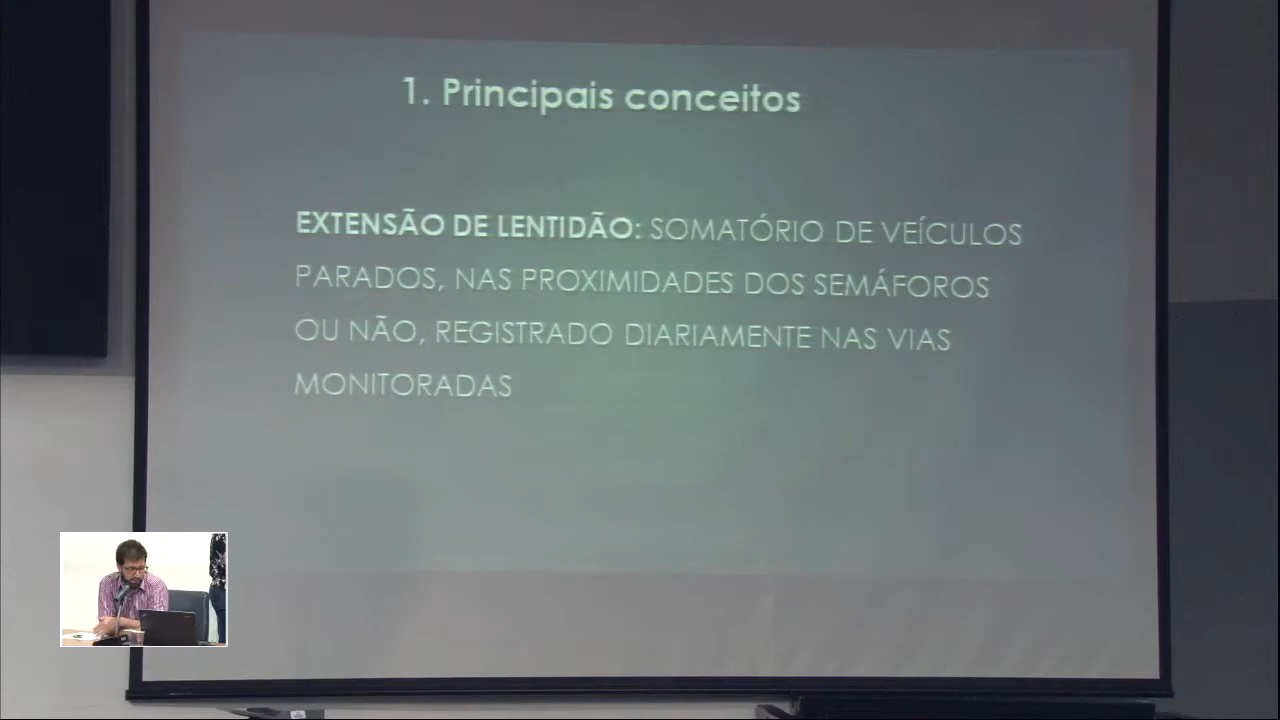 1. Principais conceitos
EXTENSÃO DE LENTIDÃO: SOMATÓRIO DE VEÍCULOS
PARADOS, NAS PROXIMIDADES DOS SEMÁFOROS
OU NÃO, REGISTRADO DIARIAMENTE NAS VIAS
MONITORADAS